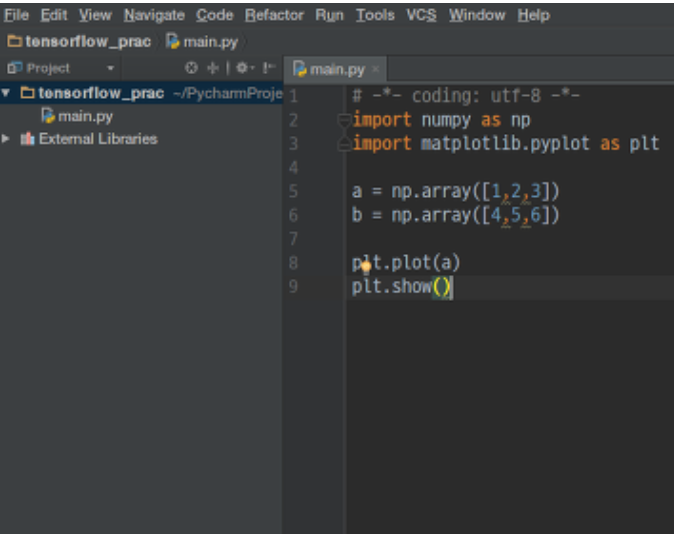 File Edit View Navigate Code Refactor Run Tools VCS Window Help
tensorflow_prac main.py
Project
main.py
tensorflow_prac ~/PycharmProje
main.py
External Libraries
1 # -*- coding: utf-8 -*-
2 import numpy as np
3 import matplotlib.pyplot as plt
4
5 a = np.array([1,2,3])
6 b = np.array([4,5,6])
7
8 plt.plot(a)
9 plt.show()